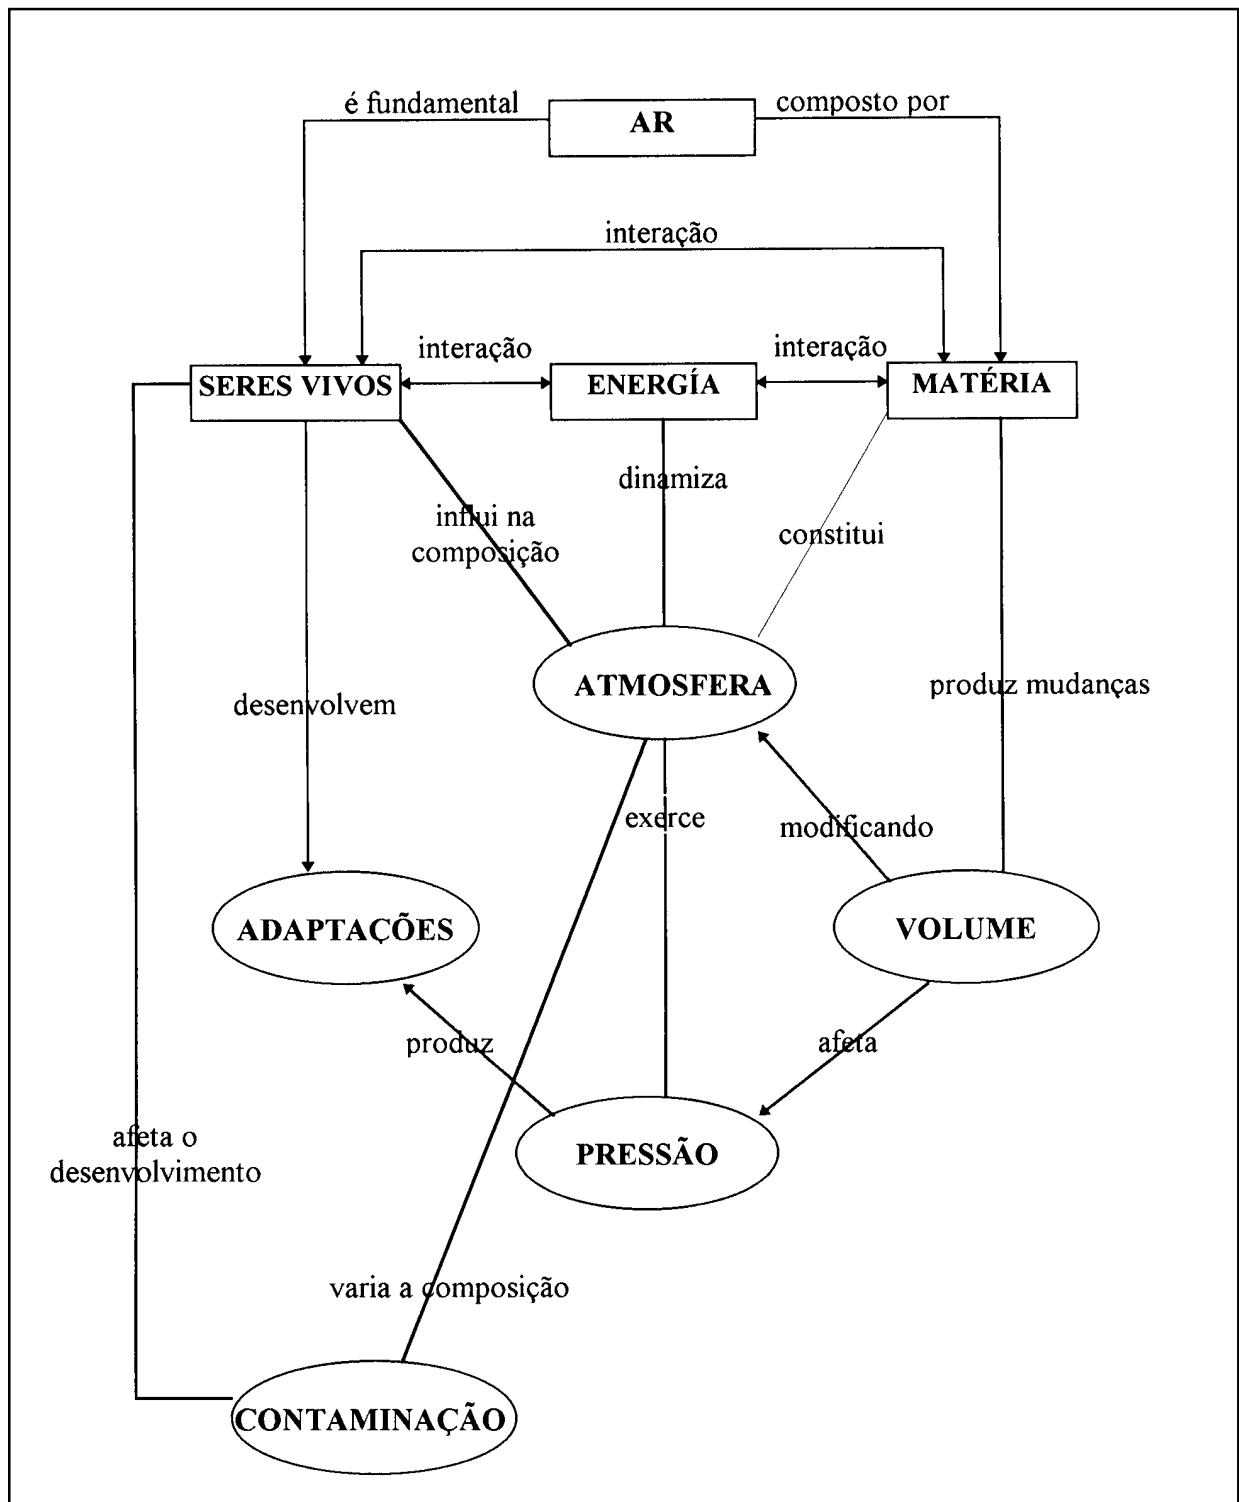 é fundamental
AR
composto por
interação
interação
interação
SERES VIVOS
ENERGÍA
MATÉRIA
dinamiza
influi na
composição
constitui
ATMOSFERA
produz mudanças
desenvolvem
exerce
modificando
ADAPTAÇÕES
VOLUME
produz
afeta
afeta o
desenvolvimento
PRESSÃO
varia a composição
CONTAMINAÇÃO